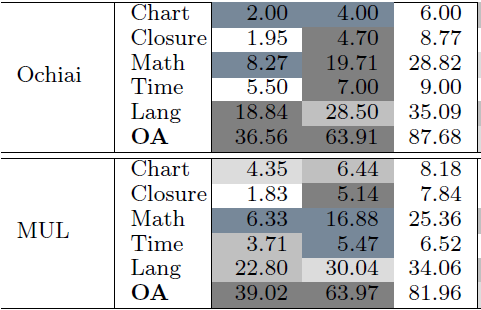 Chart 2.00 4.00 6.00
Closure 1.95 4.70 8.77
Math 8.27 19.71 28.82
Ochiai
Time 5.50 7.00 9.00
Lang 18.84 28.50 35.09
OA 36.56 63.91 87.68
Chart 4.35 6.44 8.18
Closure 1.83 5.14 7.84
Math 6.33 16.88 25.36
MUL
Time 3.71 5.47 6.52
Lang 22.80 30.04 34.06
OA 39.02 63.97 81.96